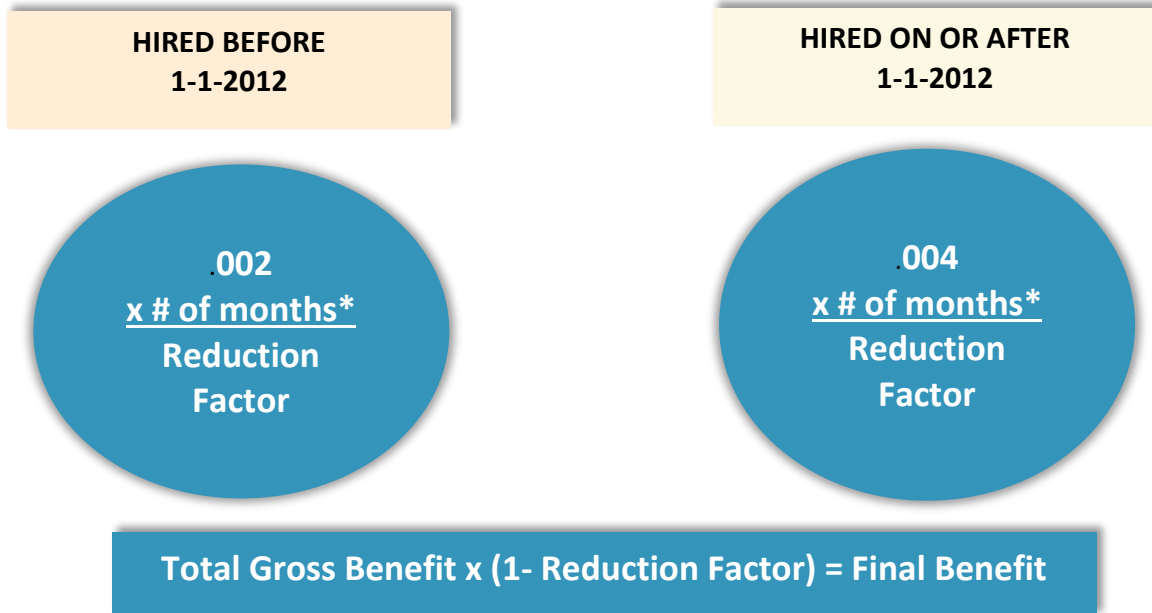 HIRED BEFORE
1-1-2012
.002
x # of months*
Reduction
Factor
HIRED ON OR AFTER
1-1-2012
.004
x # of months*
Reduction
Factor
Total Gross Benefit x (1- Reduction Factor) = Final Benefit